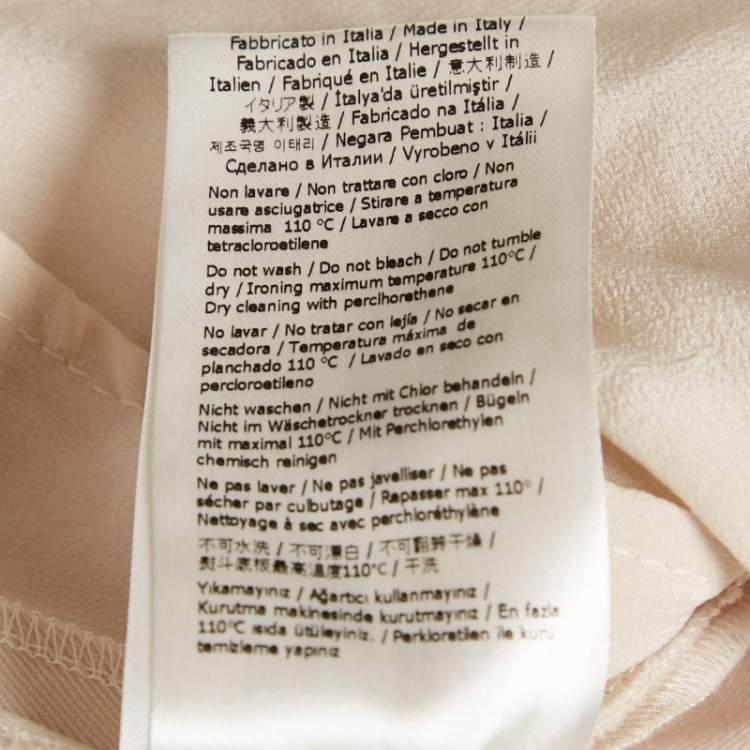 Fabbricato in Italia / Made in Italy /
Fabricado en Italia / Hergestellt in
Italien / Fabriqué en Italie / 意大利制造 /
イタリア製 / İtalya'da üretilmiştir /
義大利製造 / Fabricado na Itália /
제조국명 이태리 / Negara Pembuat : Italia /
Сделано в Италии / Vyrobeno v Itálii
Non lavare / Non trattare con cloro / Non
usare asciugatrice / Stirare a temperatura
massima 110 °C / Lavare a secco con
tetracloroetilene
Do not wash / Do not bleach / Do not tumble
dry / Ironing maximum temperature 110°C /
Dry cleaning with perclhorethene
No lavar / No tratar con lejía / No secar en
secadora / Temperatura máxima de
planchado 110 °C / Lavado en seco con
percloroetileno
Nicht waschen / Nicht mit Chlor behandeln /
Nicht im Wäschetrockner trocknen / Bügeln
mit maximal 110°C / Mit Perchlorethylen
chemisch reinigen
Ne pas laver / Ne pas javelliser / Ne pas
sécher par culbutage / Repasser max 110° /
Nettoyage à sec avec perchloréthylène
不可水洗 / 不可漂白 / 不可翻转干燥 /
熨斗底板最高温度110°C / 干洗
Yıkamayınız / Ağartıcı kullanmayınız /
Kurutma makinesinde kurutmayınız / En fazla
110°C ısıda ütüleyiniz. / Perkloretilen ile kuru
temizleme yapınız